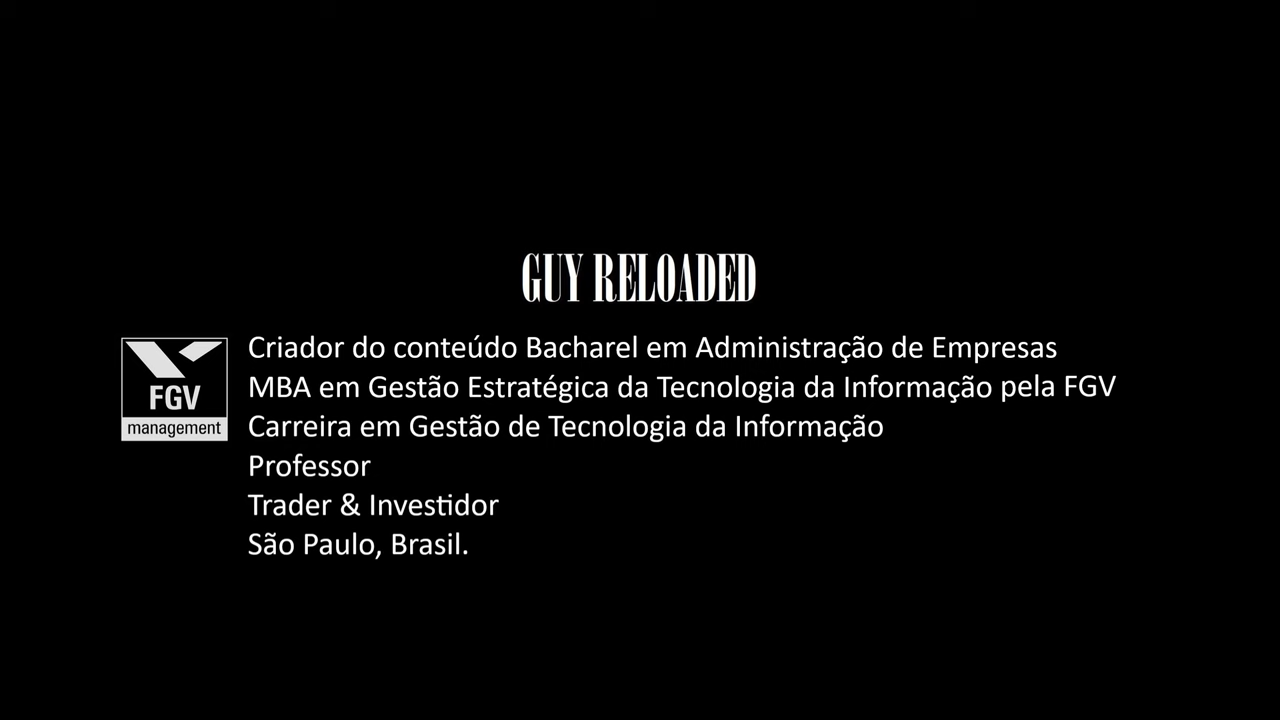 GUY RELOADED
Criador do conteúdo Bacharel em Administração de Empresas
MBA em Gestão Estratégica da Tecnologia da Informação pela FGV
Carreira em Gestão de Tecnologia da Informação
Professor
Trader & Investidor
São Paulo, Brasil.
FGV
management